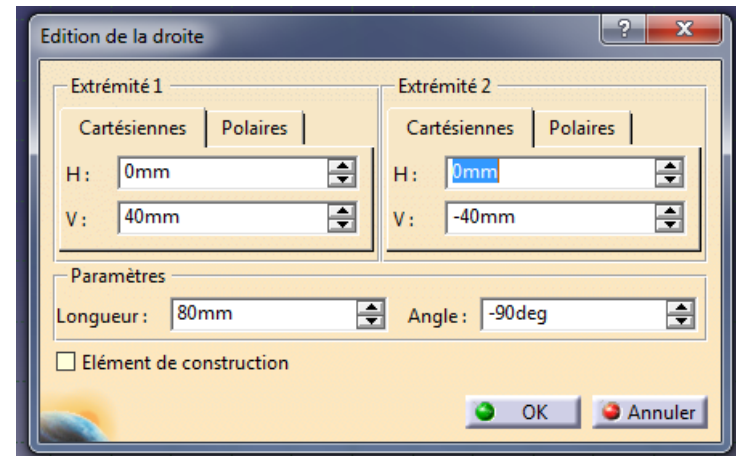 Edition de la droite ? X
Extrémité 1 Extrémité 2
Cartésiennes Polaires Cartésiennes Polaires
H : 0mm H : 0mm
V : 40mm V : -40mm
Paramètres
Longueur : 80mm Angle : -90deg
Elément de construction
OK Annuler